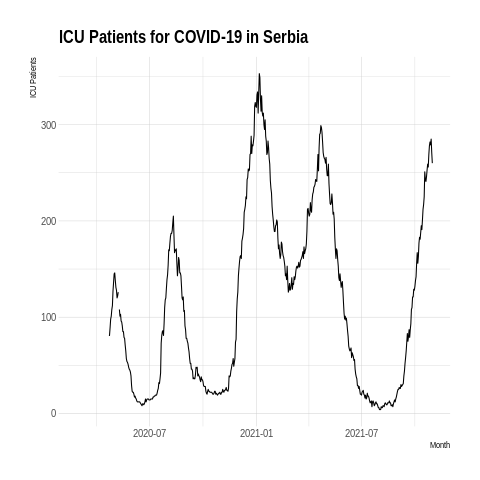 ICU Patients for COVID-19 in Serbia
ICU Patients
300
200
100
0
2020-07
2021-01
2021-07
Month